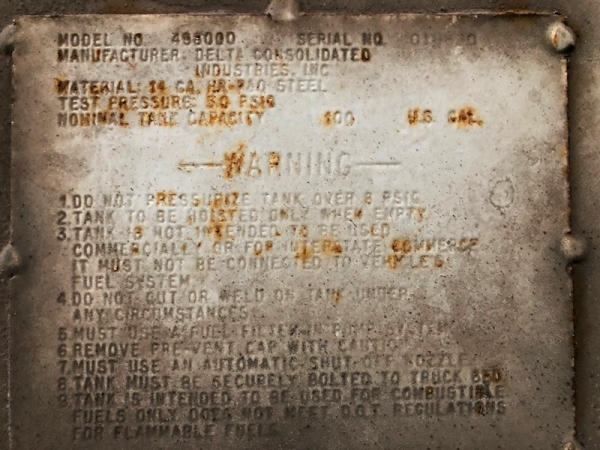 MODEL NO. 498000 SERIAL NO.
MANUFACTURER: DELTA CONSOLIDATED
INDUSTRIES, INC
MATERIAL: 14 GA. STEEL
TEST PRESSURE: PSIG
NOMINAL TANK CAPACITY 100 U.S. GAL.
WARNING
1. DO NOT PRESSURIZE TANK OVER PSIG
2. TANK TO BE HOISTED ONLY WHEN EMPTY.
3. TANK IS NOT INTENDED TO BE USED
COMMERCIALLY OR FOR INTERSTATE COMMERCE
IT MUST NOT BE CONNECTED TO VEHICLE'S
FUEL SYSTEM.
4. DO NOT CUT OR WELD ON TANK UNDER
ANY CIRCUMSTANCES.
5. MUST USE A FUEL FILTER IN PUMP SYSTEM
6. REMOVE PRE-VENT CAP WITH CAUTION
7. MUST USE AN AUTOMATIC SHUT-OFF NOZZLE
8. TANK MUST BE SECURELY BOLTED TO TRUCK BED
9. TANK IS INTENDED TO BE USED FOR COMBUSTIBLE
FUELS ONLY. DOES NOT MEET D.O.T. REGULATIONS
FOR FLAMMABLE FUELS.